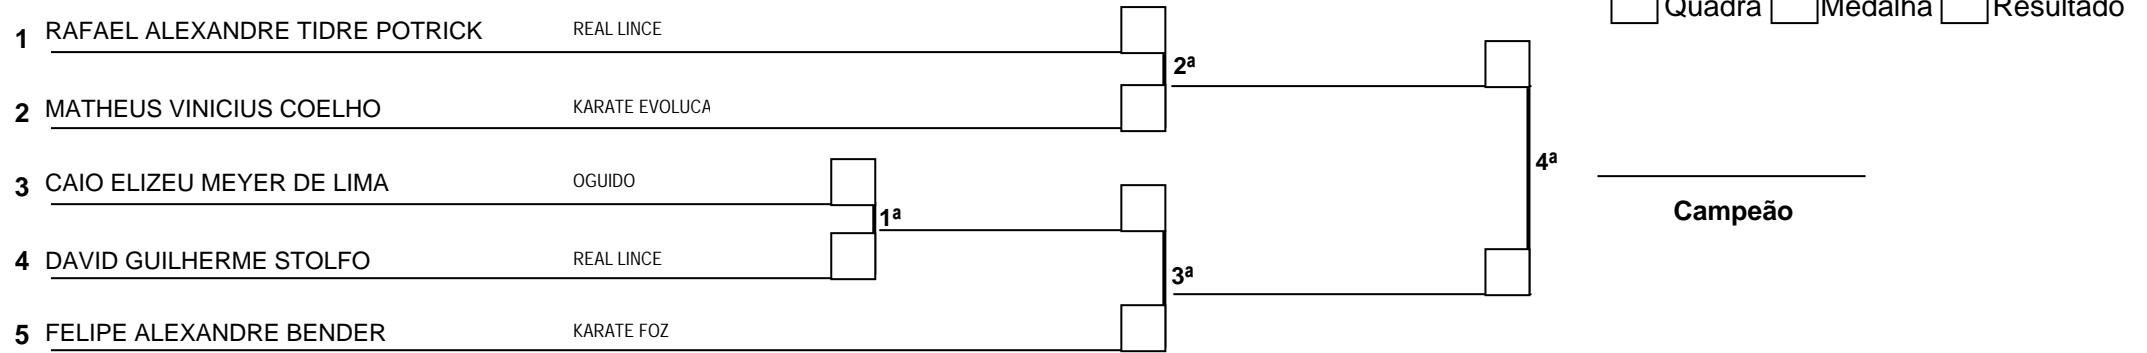 Quadra Medalha Resultado
1 RAFAEL ALEXANDRE TIDRE POTRICK REAL LINCE
2ª
2 MATHEUS VINICIUS COELHO KARATE EVOLUCA
4ª
3 CAIO ELIZEU MEYER DE LIMA OGUIDO
1ª
Campeão
4 DAVID GUILHERME STOLFO REAL LINCE
3ª
5 FELIPE ALEXANDRE BENDER KARATE FOZ